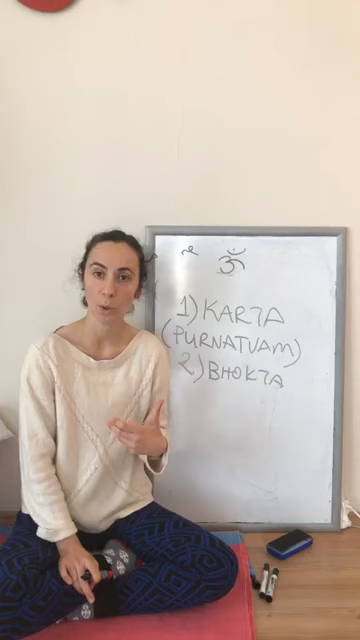 ॐ
1) KARTA
(PURNATVAM)
2) BHOKTA